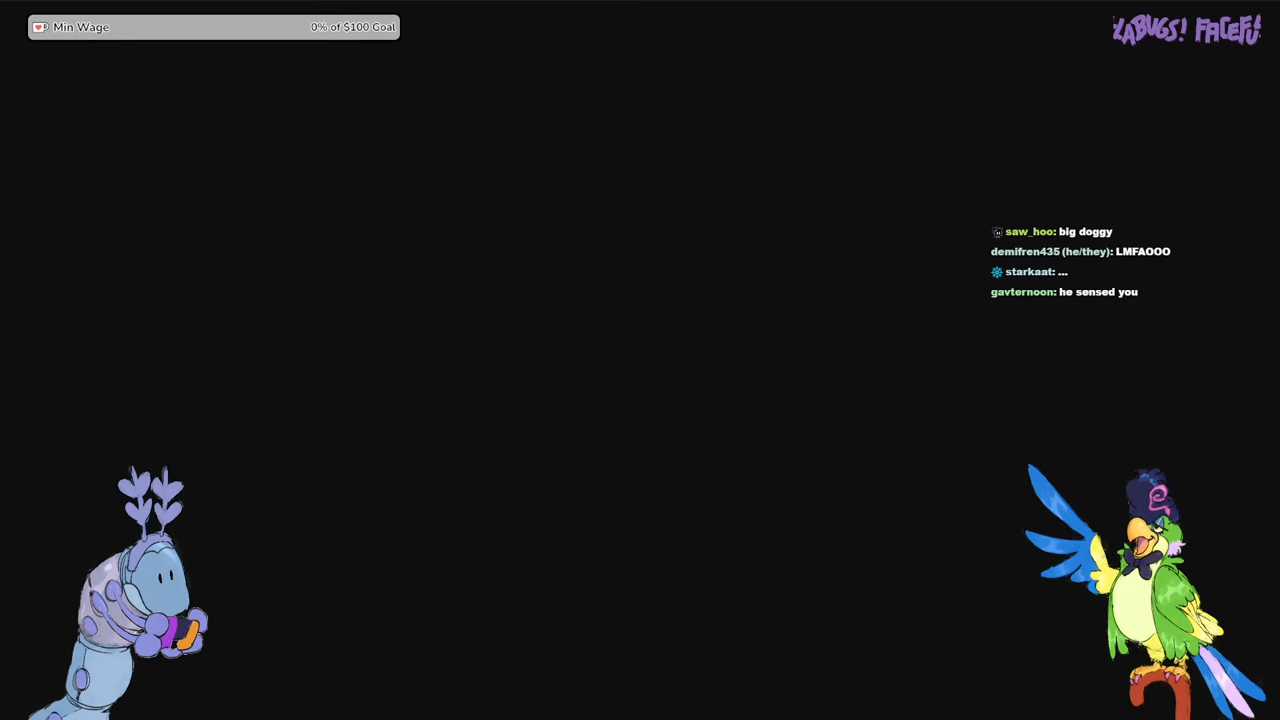 Min Wage 0% of $100 Goal
ZABUGS! FACEFU!
saw_hoo: big doggy
demifren435 (he/they): LMFAOOO
starkaat: ...
gavternoon: he sensed you